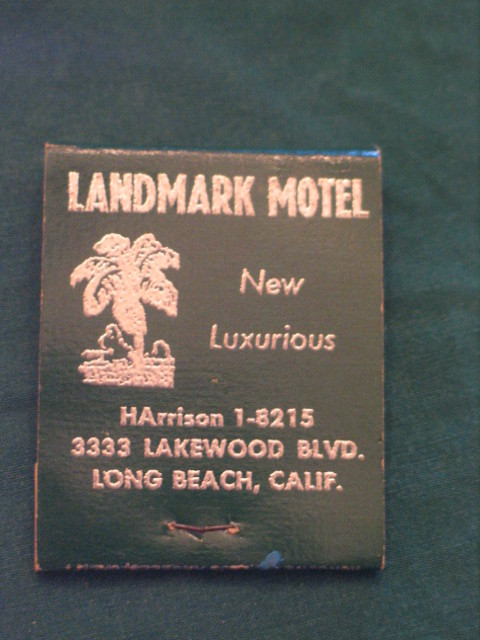 LANDMARK MOTEL
New
Luxurious
HArrison 1-8215
3333 LAKEWOOD BLVD.
LONG BEACH, CALIF.